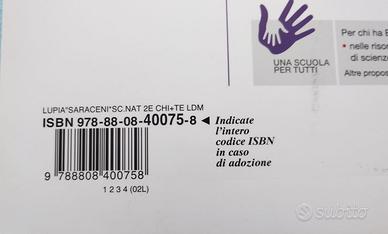 Per chi ha B
• nelle risor
di scienze
Altre propos
UNA SCUOLA
PER TUTTI
LUPIA*SARACENI*SC.NAT 2E CHI+TE LDM
ISBN 978-88-08-40075-8 ◄ Indicate
l'intero
codice ISBN
in caso
di adozione
9 788808 400758
1 2 3 4 (02L)
subito